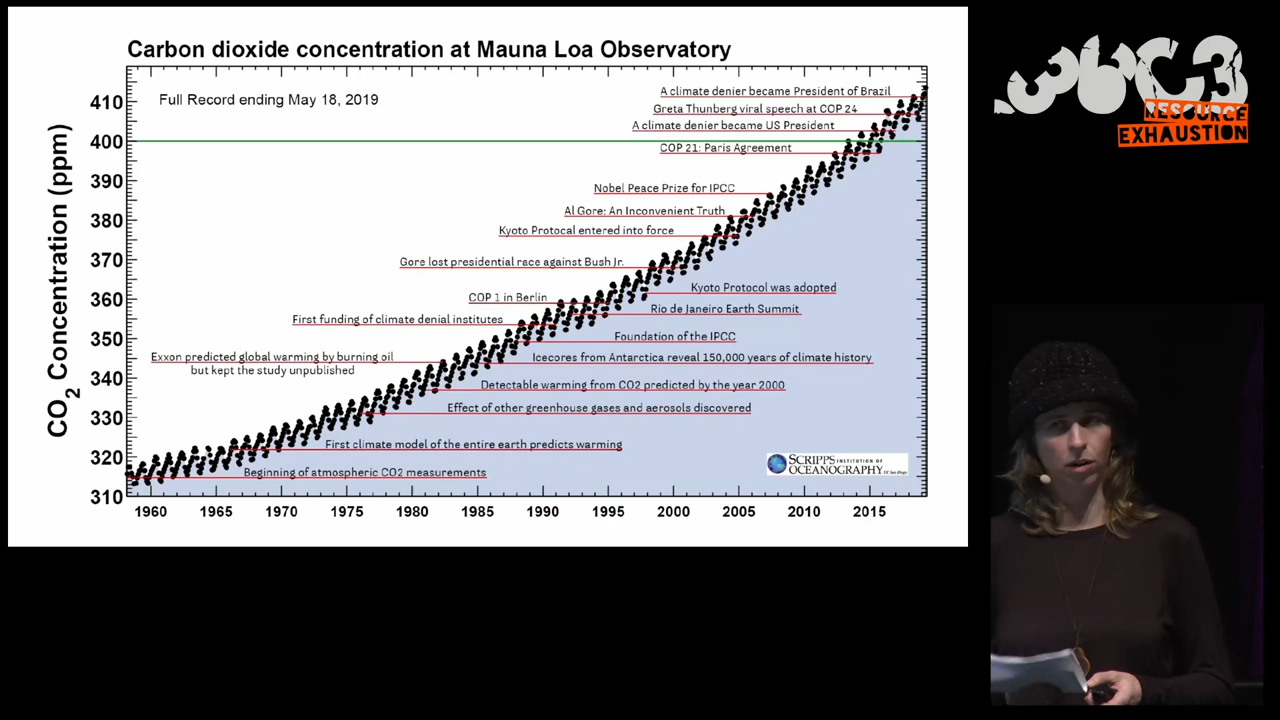 Carbon dioxide concentration at Mauna Loa Observatory
Full Record ending May 18, 2019
CO2 Concentration (ppm)
410
400
390
380
370
360
350
340
330
320
310
A climate denier became President of Brazil
Greta Thunberg viral speech at COP 24
A climate denier became US President
COP 21: Paris Agreement
Nobel Peace Prize for IPCC
Al Gore: An Inconvenient Truth
Kyoto Protocal entered into force
Gore lost presidential race against Bush Jr.
Kyoto Protocol was adopted
COP 1 in Berlin
Rio de Janeiro Earth Summit
First funding of climate denial institutes
Foundation of the IPCC
Exxon predicted global warming by burning oil
but kept the study unpublished
Icecores from Antarctica reveal 150,000 years of climate history
Detectable warming from CO2 predicted by the year 2000
Effect of other greenhouse gases and aerosols discovered
First climate model of the entire earth predicts warming
Beginning of atmospheric CO2 measurements
SCRIPPS INSTITUTION OF
OCEANOGRAPHY UC San Diego
1960 1965 1970 1975 1980 1985 1990 1995 2000 2005 2010 2015
36C3
RESOURCE
EXHAUSTION